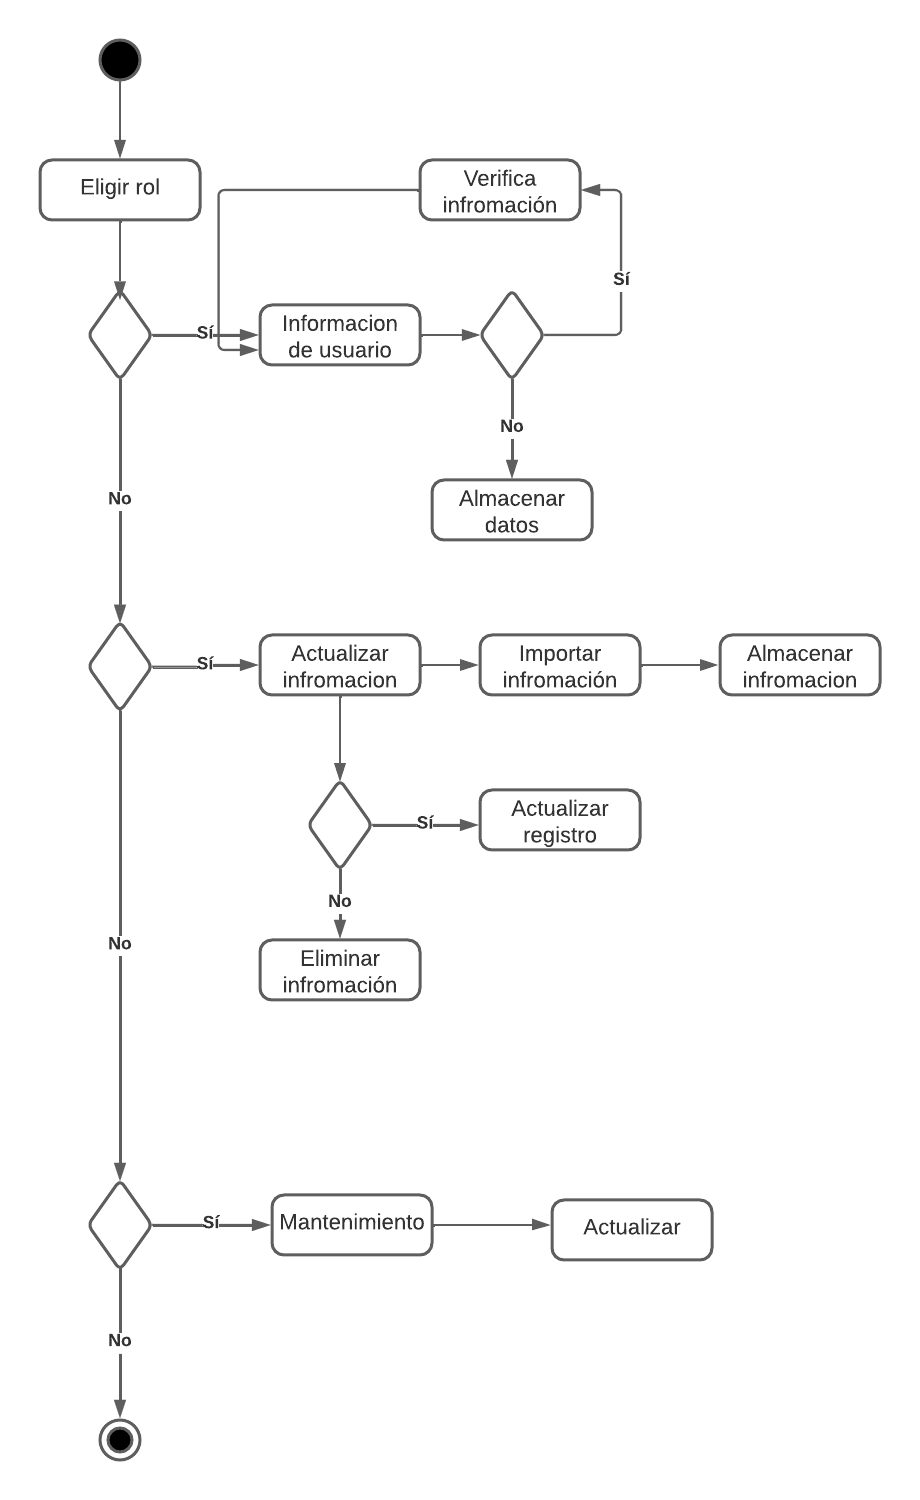 Eligir rol
Verifica
infromación
Sí
Sí
Informacion
de usuario
No
No
Almacenar
datos
Sí
Actualizar
infromacion
Importar
infromación
Almacenar
infromacion
Sí
Actualizar
registro
No
No
Eliminar
infromación
Sí
Mantenimiento
Actualizar
No